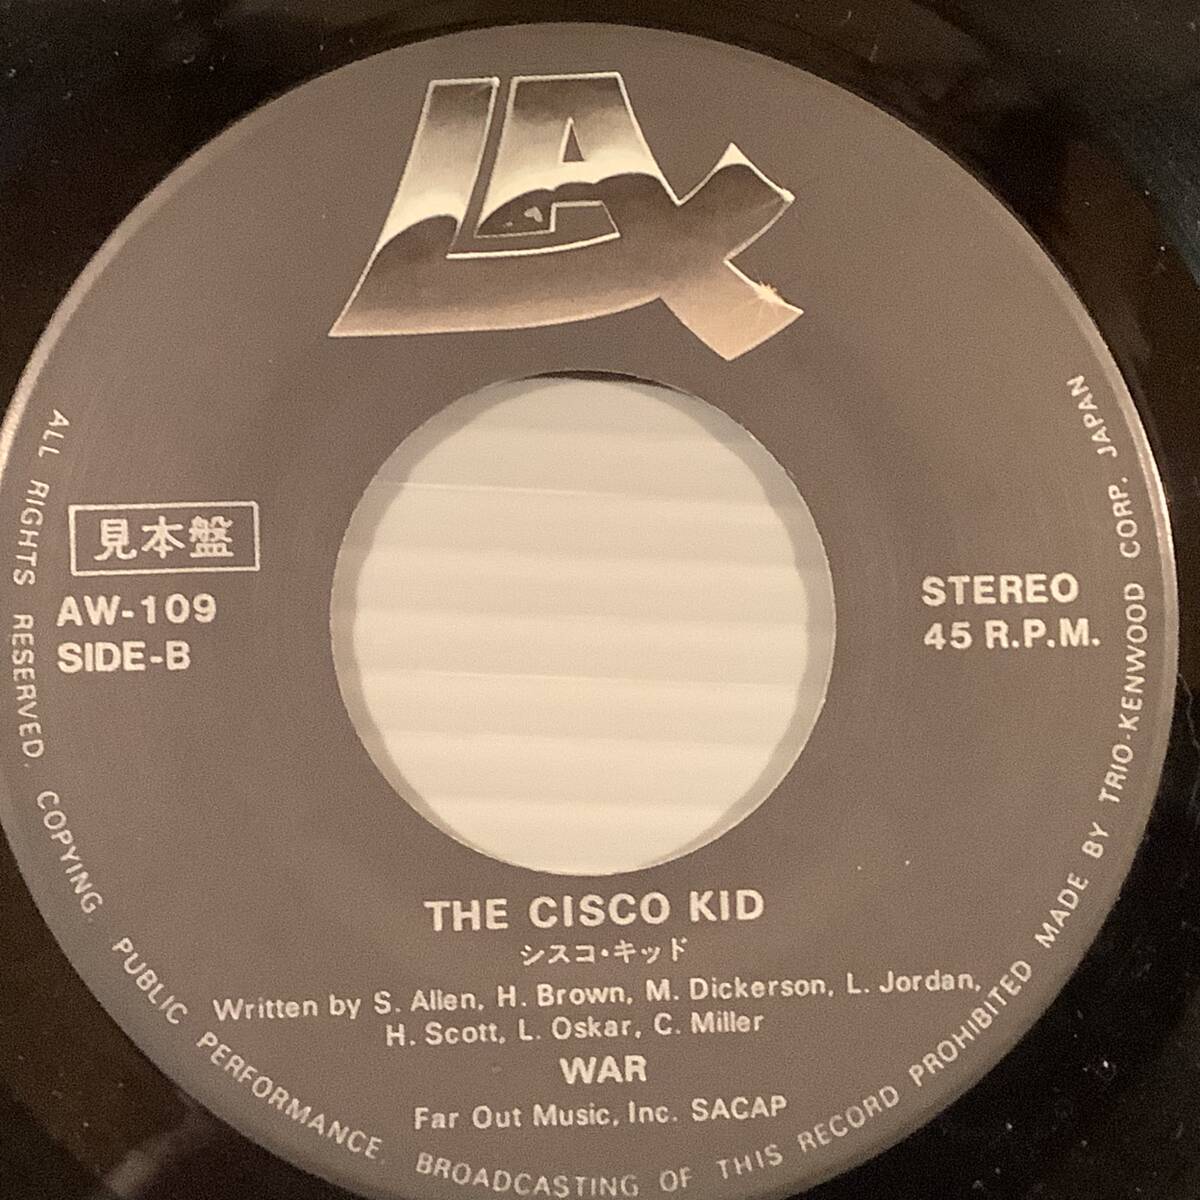 LAX
見本盤
AW-109
SIDE-B
STEREO
45 R.P.M.
THE CISCO KID
シスコ・キッド
Written by S. Allen, H. Brown, M. Dickerson, L. Jordan,
H. Scott, L. Oskar, C. Miller
WAR
Far Out Music, Inc. SACAP
ALL RIGHTS RESERVED. COPYING. PUBLIC PERFORMANCE. BROADCASTING OF THIS RECORD PROHIBITED MADE BY TRIO-KENWOOD CORP. JAPAN